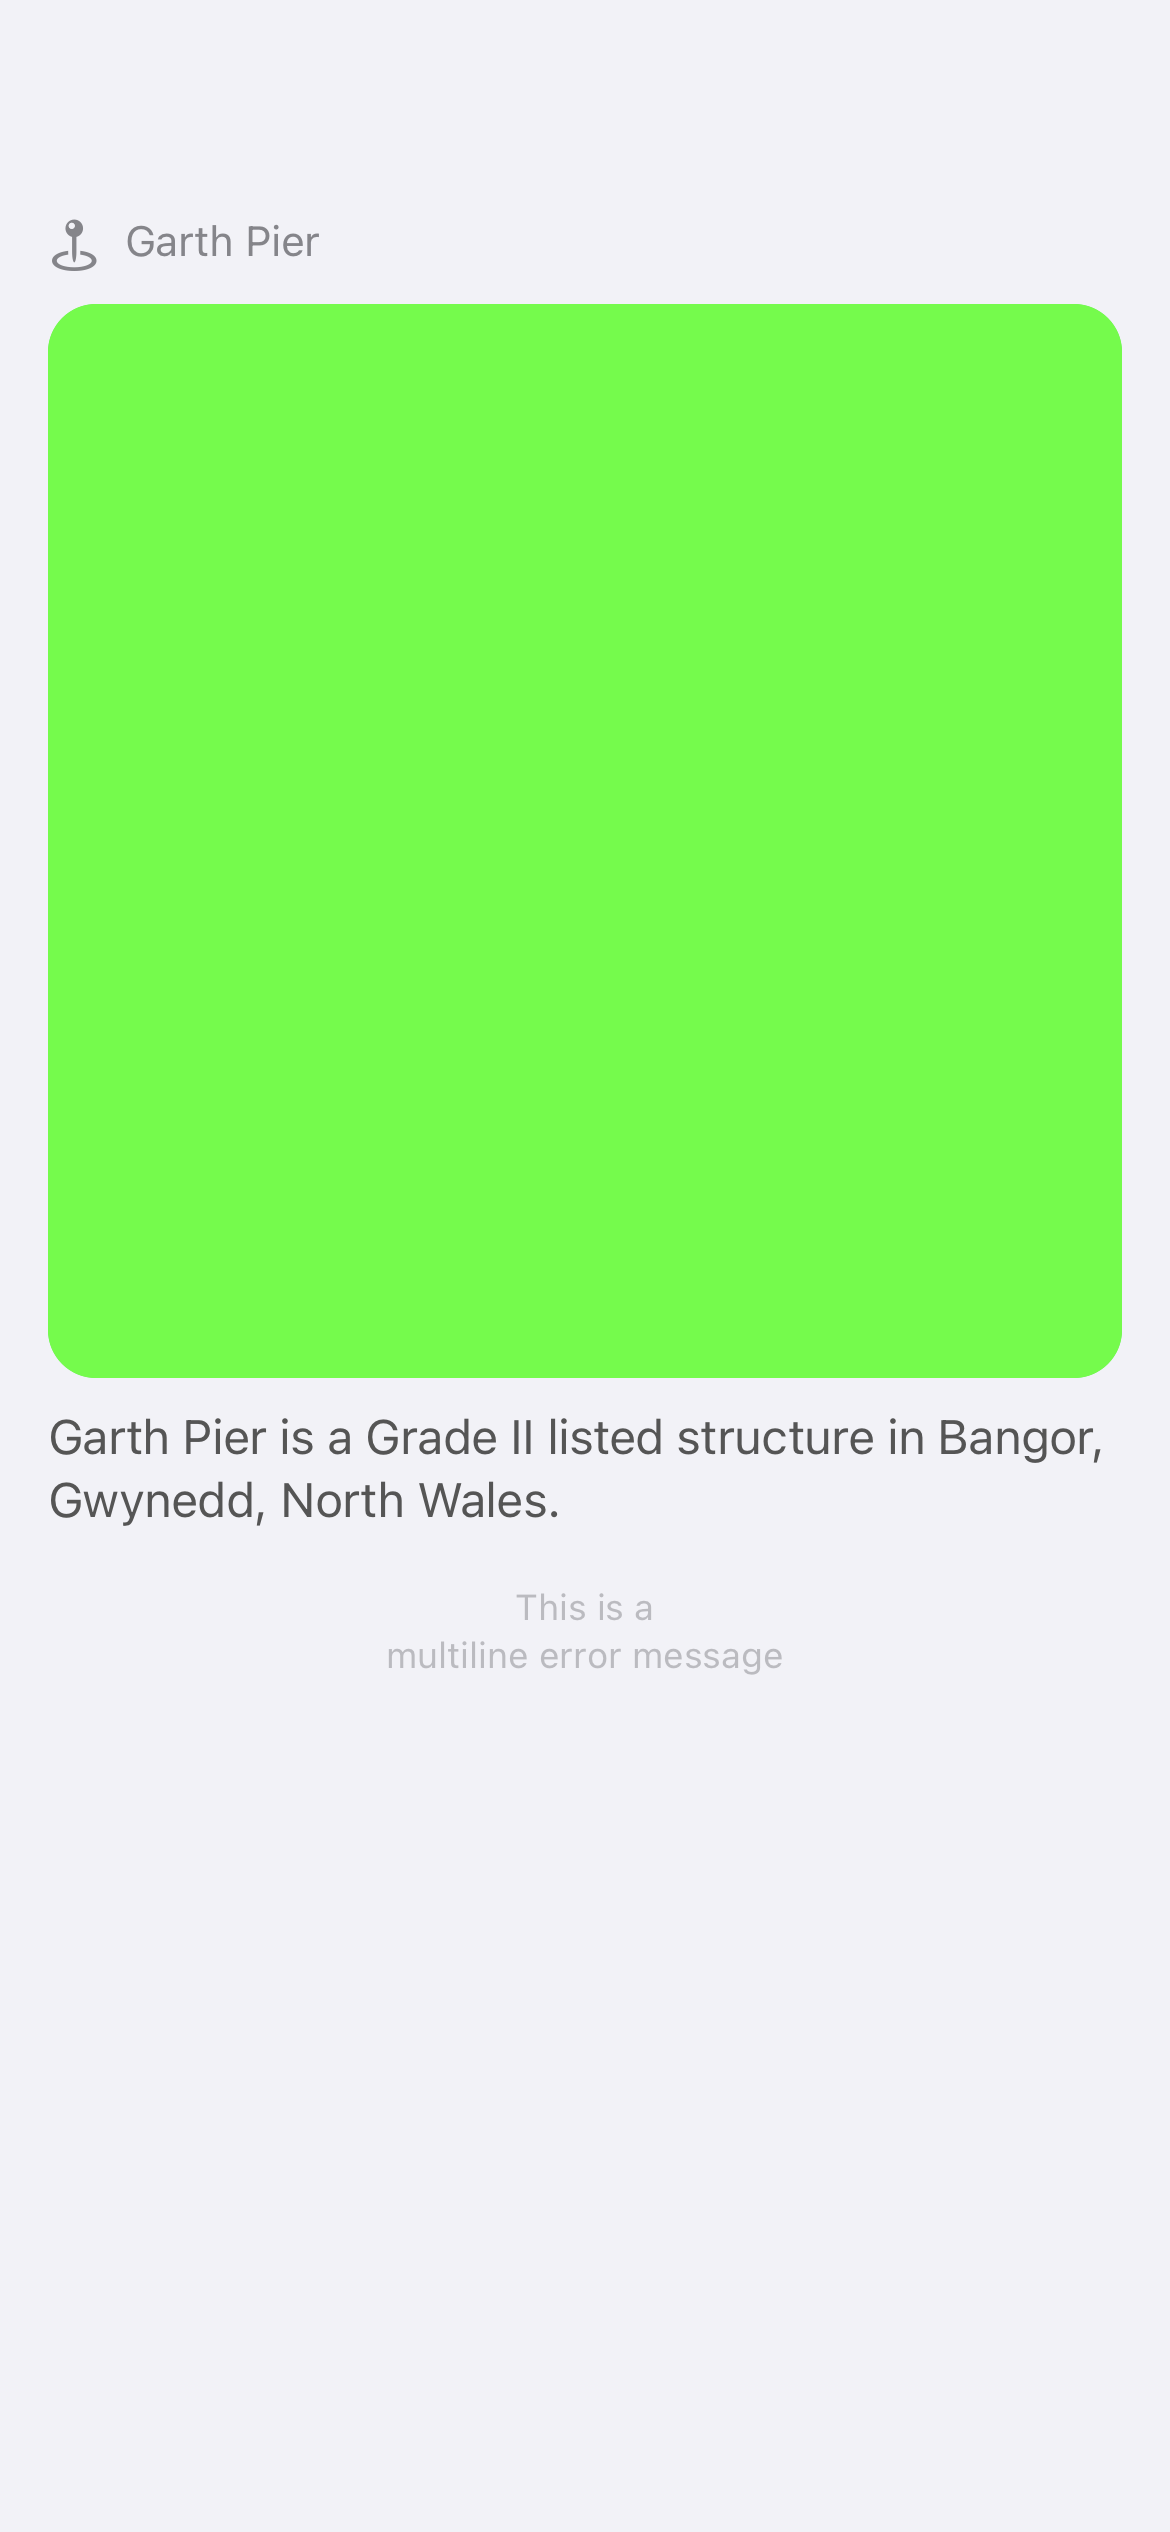 Garth Pier
Garth Pier is a Grade II listed structure in Bangor,
Gwynedd, North Wales.
This is a
multiline error message